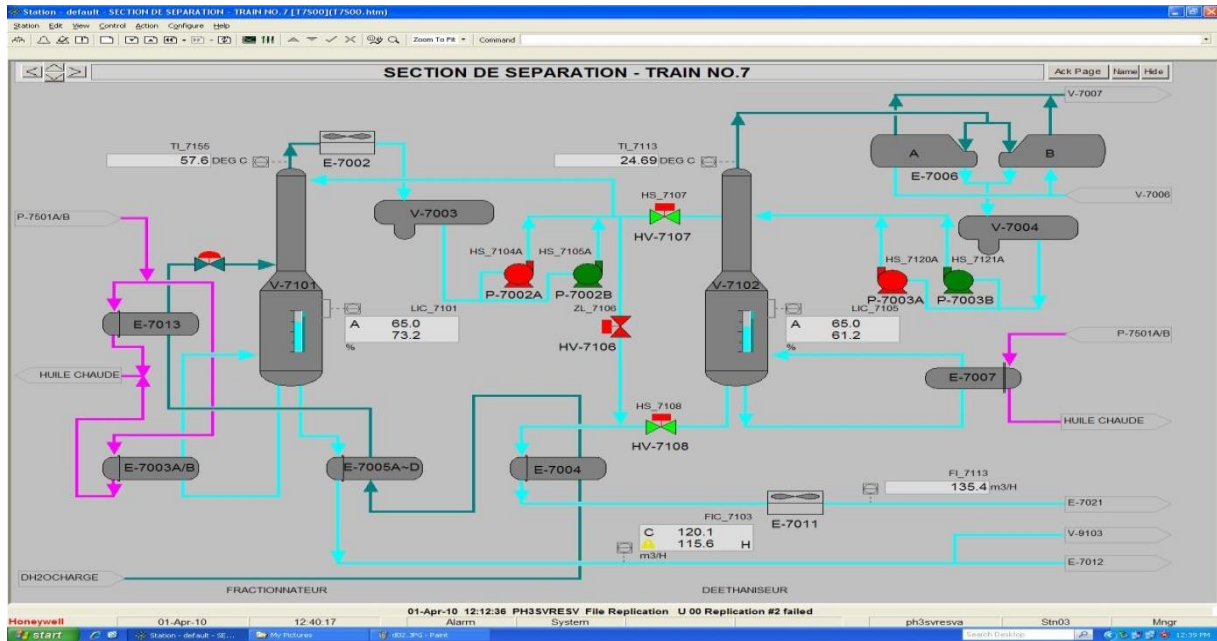 Station - default - SECTION DE SEPARATION - TRAIN NO. 7 [T7S00](T7S00.htm)
Station Edit View Control Action Configure Help
Zoom To Fit Command
SECTION DE SEPARATION - TRAIN NO.7
Ack Page Name Hide
V-7007
TI_7155
57.6 DEG C
E-7002
TI_7113
24.69 DEG C
A
B
E-7006
V-7006
HS_7107
HV-7107
P-7501A/B
V-7003
V-7004
HS_7104A
HS_7105A
P-7002A
P-7002B
HS_7120A
HS_7121A
P-7003A
P-7003B
V-7101
LIC_7101
A 65.0
73.2
%
ZL_7106
HV-7106
V-7102
LIC_7105
A 65.0
61.2
%
E-7013
P-7501A/B
HUILE CHAUDE
E-7007
HS_7108
HV-7108
HUILE CHAUDE
E-7003A/B
E-7005A~D
E-7004
FI_7113
135.4 m3/H
E-7011
E-7021
FIC_7103
C 120.1
115.6 H
m3/H
V-9103
E-7012
DH2OCHARGE
FRACTIONNATEUR
DEETHANISEUR
01-Apr-10 12:12:36 PH3SVRESV File Replication U 00 Replication #2 failed
Honeywell 01-Apr-10 12:40:17 Alarm System ph3svresva Stn03 Mngr
start Station - default - SE... My Pictures d02.JPG - Paint Search Desktop 12:39 PM